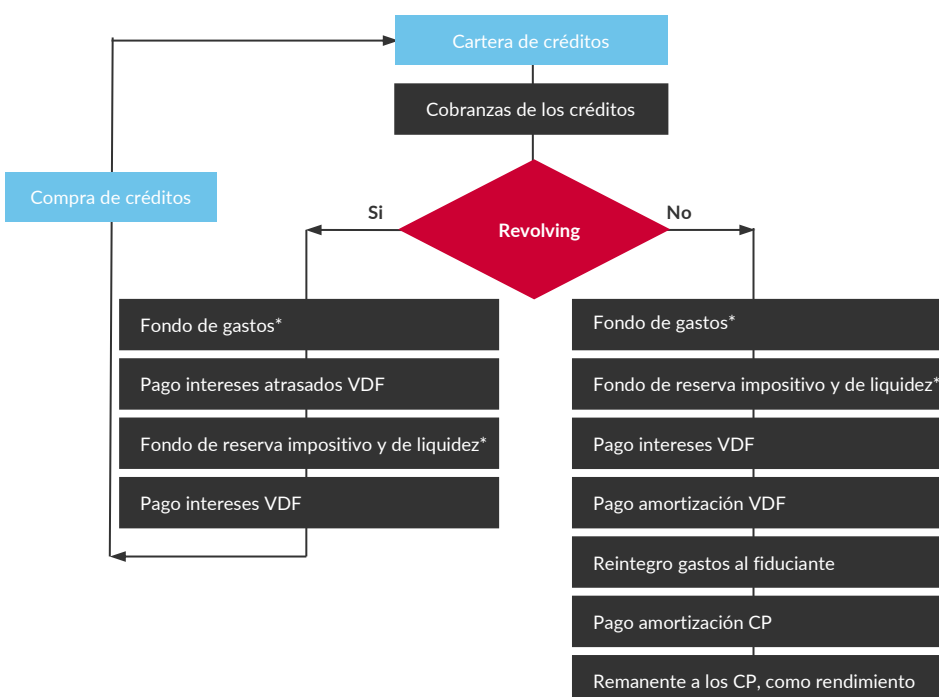 Cartera de créditos
Cobranzas de los créditos
Compra de créditos
Si
No
Revolving
Fondo de gastos*
Pago intereses atrasados VDF
Fondo de reserva impositivo y de liquidez*
Pago intereses VDF
Fondo de gastos*
Fondo de reserva impositivo y de liquidez*
Pago intereses VDF
Pago amortización VDF
Reintegro gastos al fiduciante
Pago amortización CP
Remanente a los CP, como rendimiento